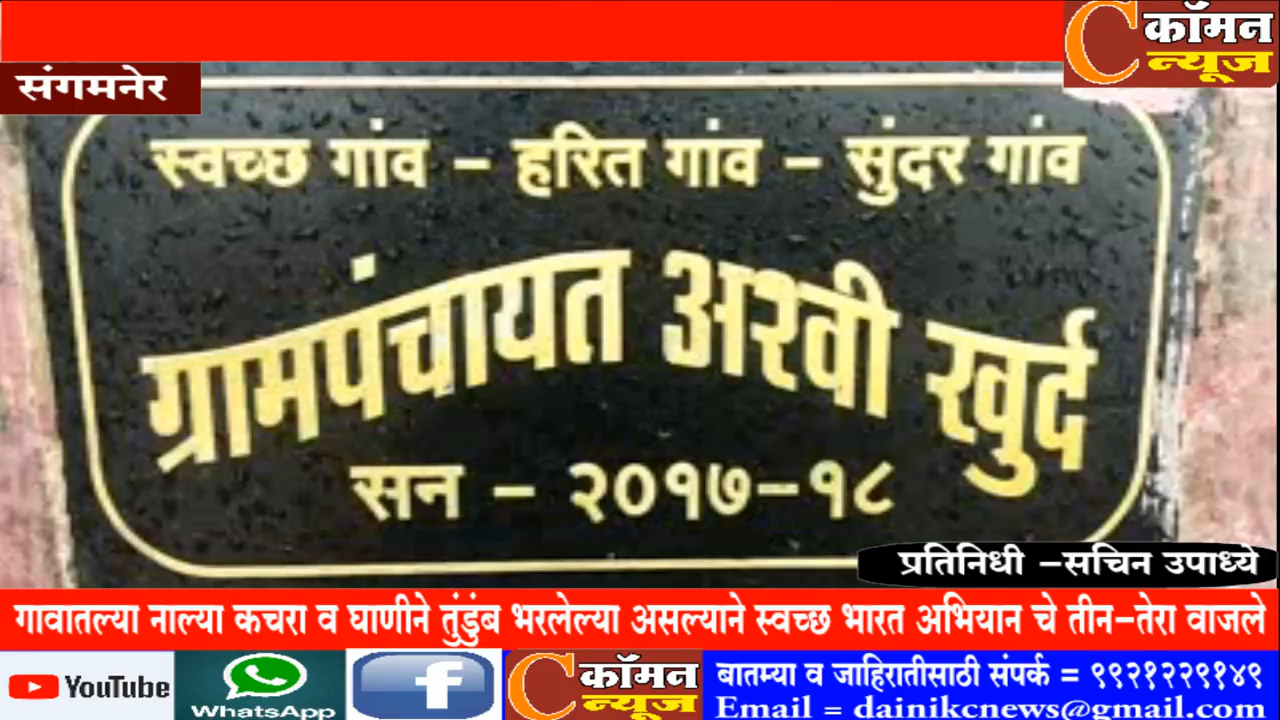 कॉमन
न्यूज
संगमनेर
स्वच्छ गांव - हरित गांव - सुंदर गांव
ग्रामपंचायत अश्वी खुर्द
सन - २०१७-१८
प्रतिनिधी -सचिन उपाध्ये
गावातल्या नाल्या कचरा व घाणीने तुंडुंब भरलेल्या असल्याने स्वच्छ भारत अभियान चे तीन-तेरा वाजले
YouTube
WhatsApp
f
C कॉमन
न्यूज
बातम्या व जाहिरातीसाठी संपर्क = ९९२१२२९१४९
Email = dainikcnews@gmail.com